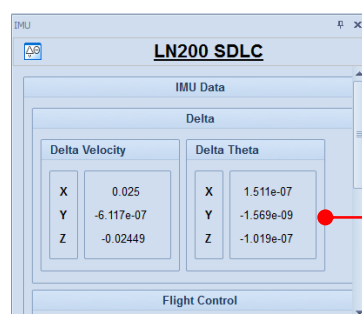 IMU
LN200 SDLC
IMU Data
Delta
Delta Velocity
X 0.025
Y -6.117e-07
Z -0.02449
Delta Theta
X 1.511e-07
Y -1.569e-09
Z -1.019e-07
Flight Control